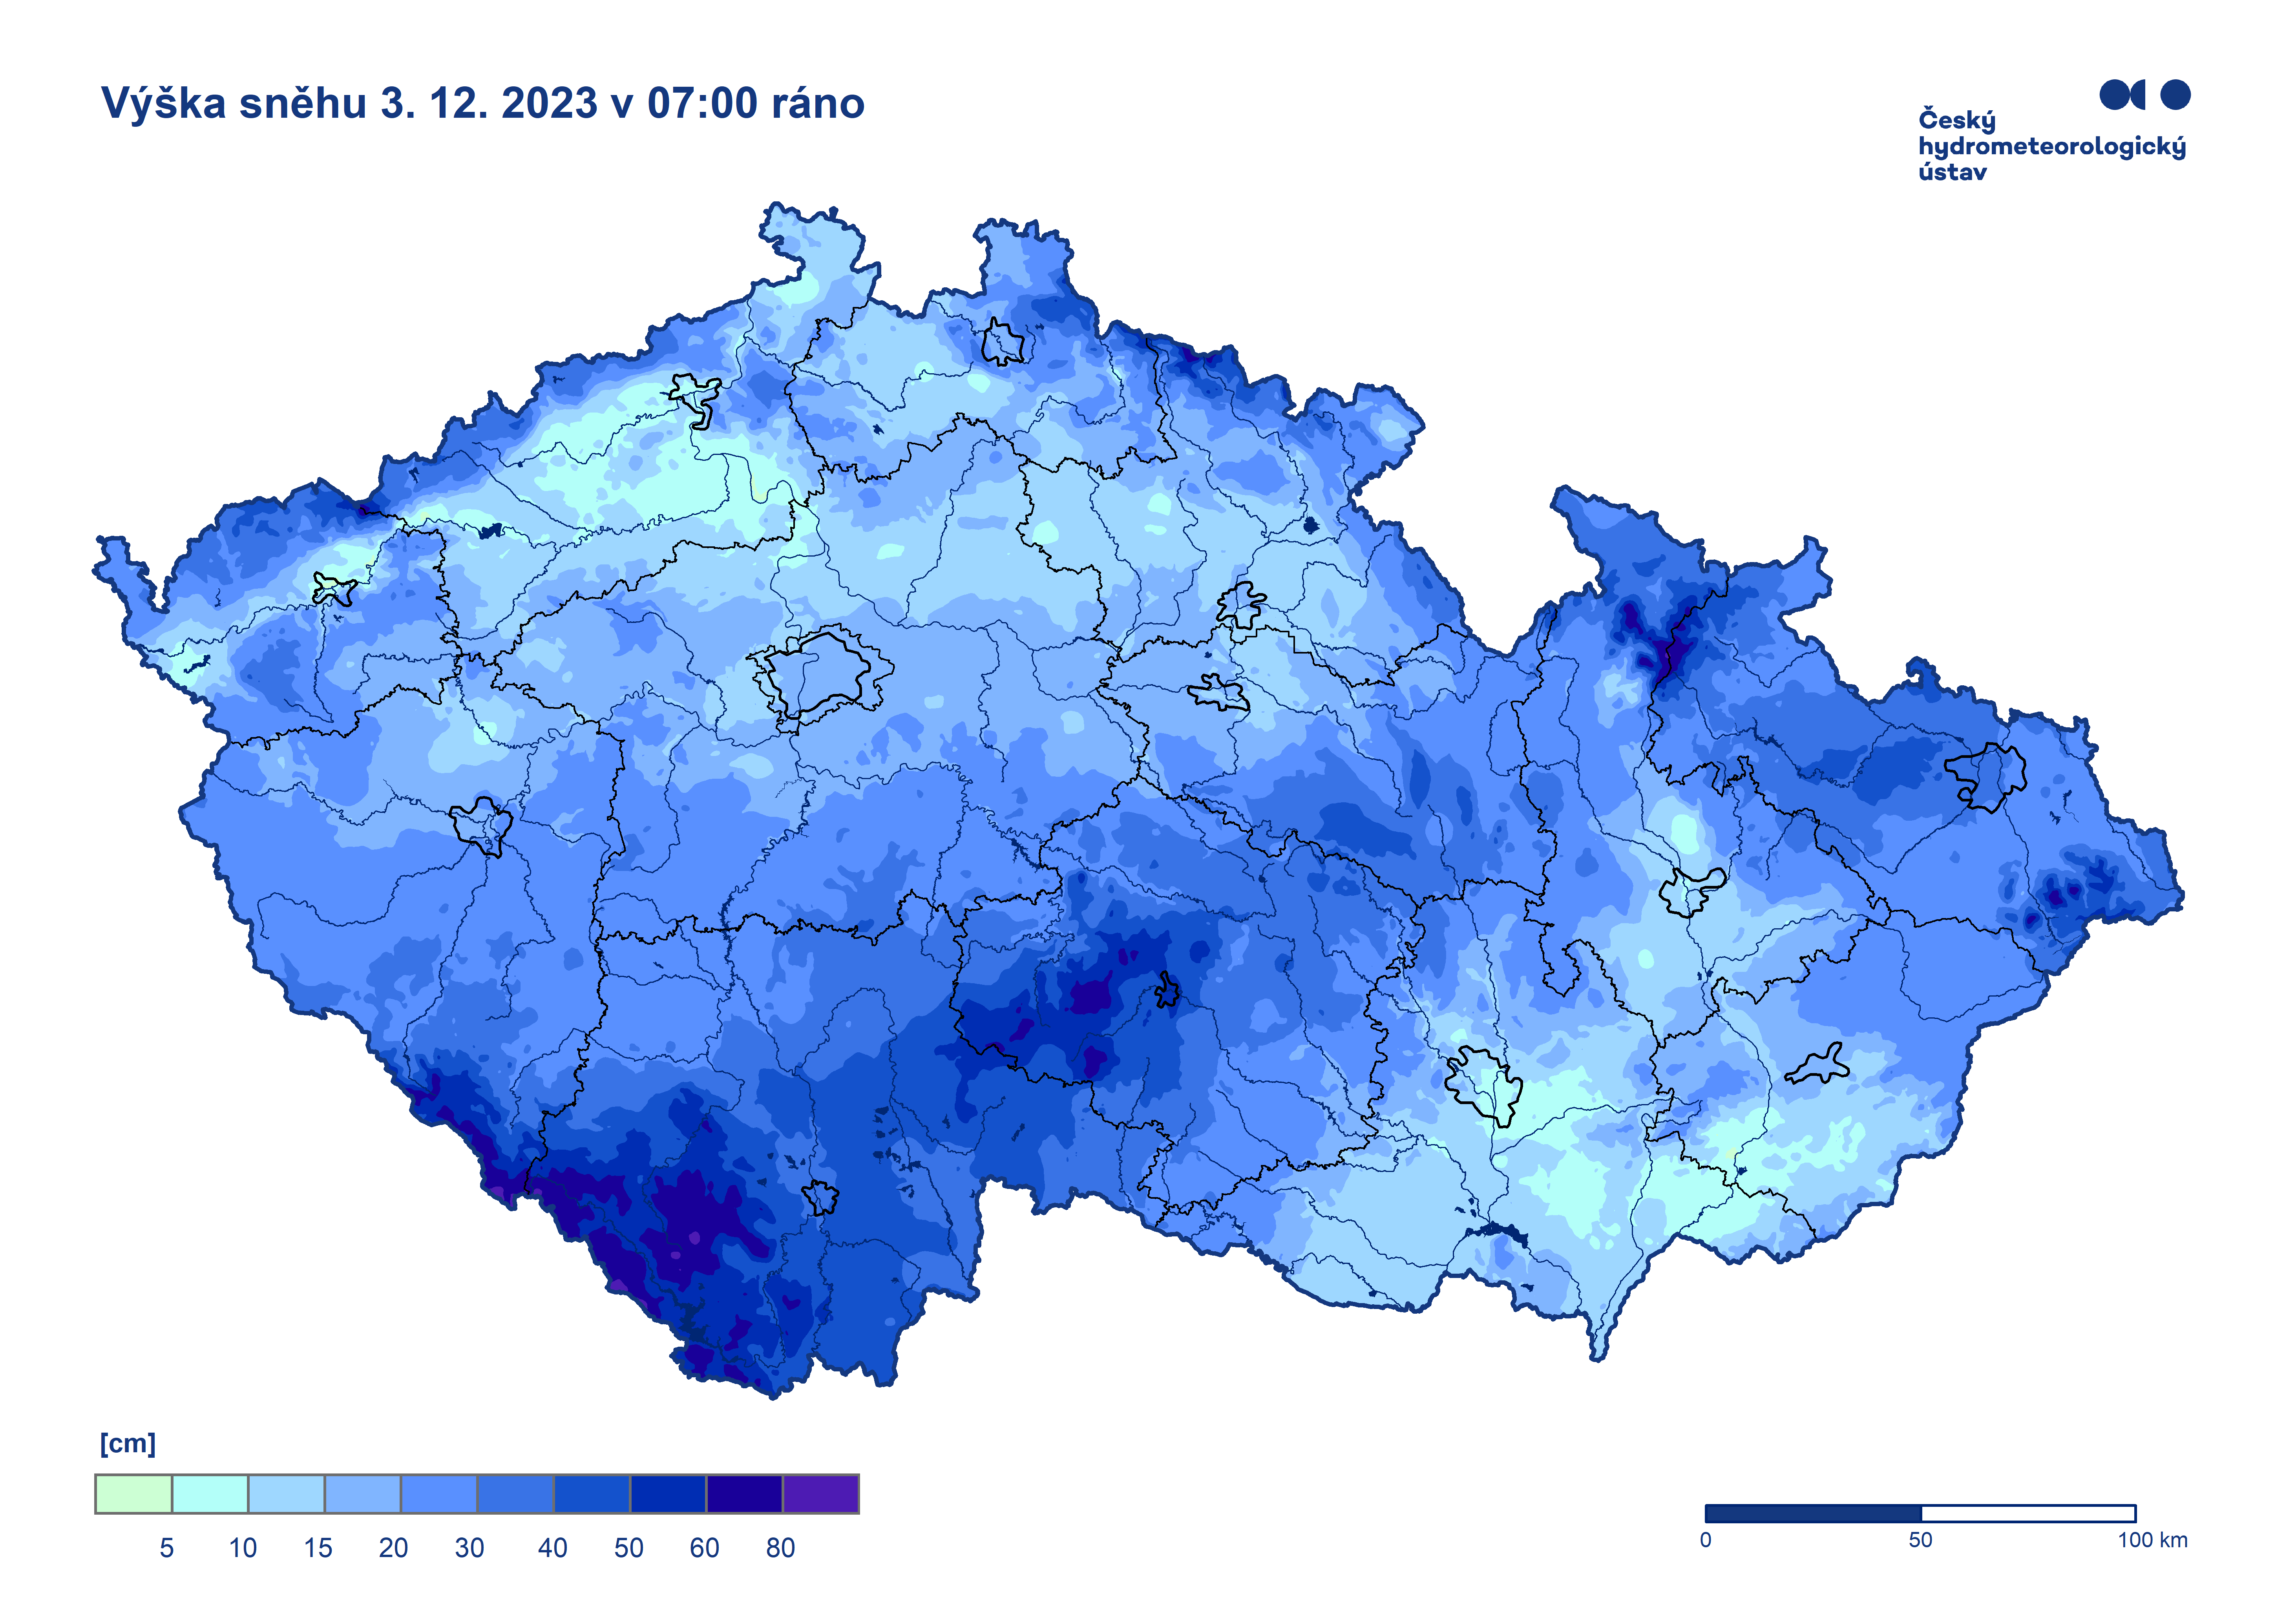 Výška sněhu 3. 12. 2023 v 07:00 ráno
Český
hydrometeorologický
ústav
[cm]
5 10 15 20 30 40 50 60 80
0 50 100 km